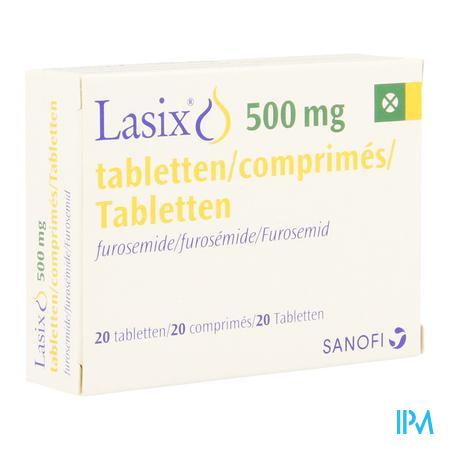 Lasix® 500 mg
tabletten/comprimés/
Tabletten
furosemide/furosémide/Furosemid
20 tabletten/20 comprimés/20 Tabletten
SANOFI
Lasix 500 mg
tabletten/comprimés/Tabletten
furosemide/furosémide/Furosemid
IPM